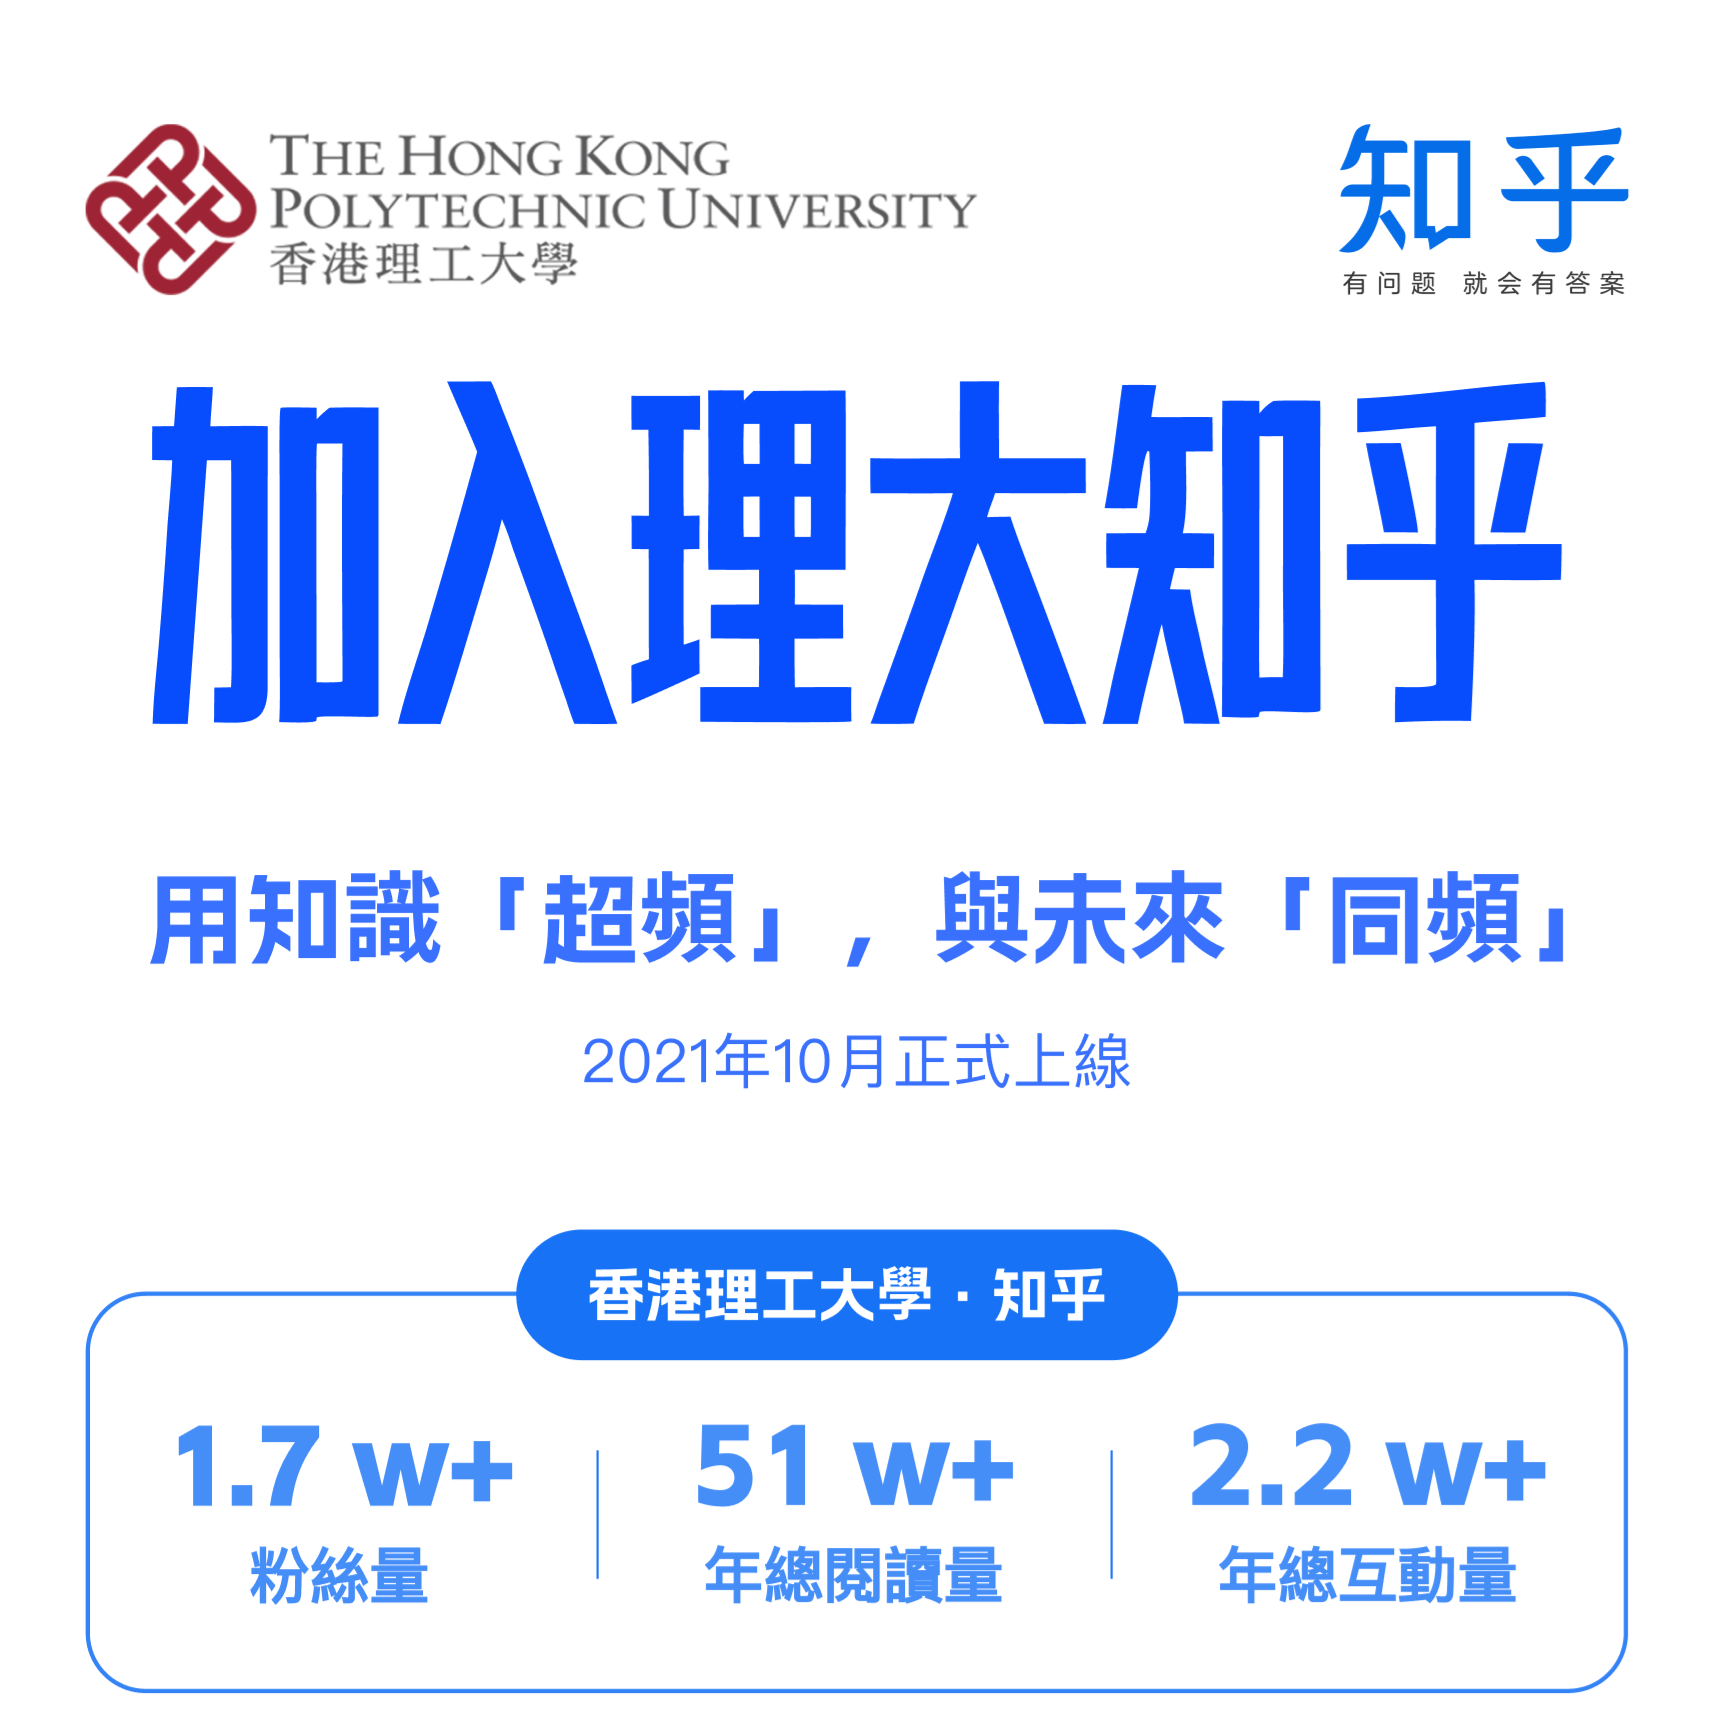 THE HONG KONG
POLYTECHNIC UNIVERSITY
香港理工大學
知乎
有问题 就会有答案
加入理大知乎
用知識「超頻」，與未來「同頻」
2021年10月正式上線
香港理工大學·知乎
1.7 w+
粉絲量
51 w+
年總閱讀量
2.2 w+
年總互動量